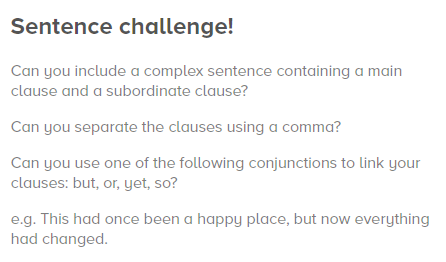 Sentence challenge!
Can you include a complex sentence containing a main
clause and a subordinate clause?
Can you separate the clauses using a comma?
Can you use one of the following conjunctions to link your
clauses: but, or, yet, so?
e.g. This had once been a happy place, but now everything
had changed.